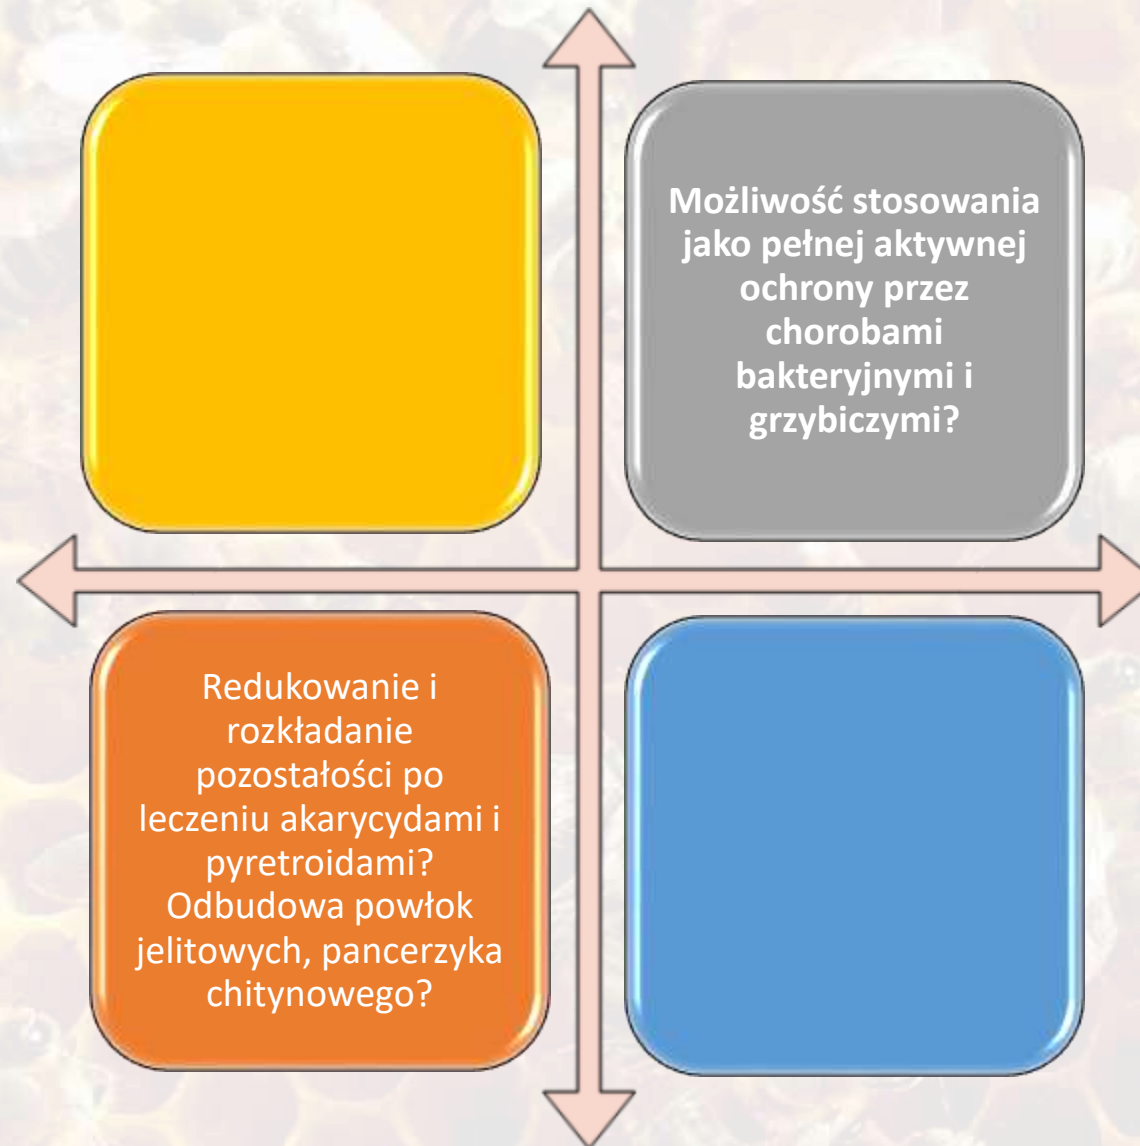 Możliwość stosowania
jako pełnej aktywnej
ochrony przez
chorobami
bakteryjnymi i
grzybiczymi?
Redukowanie i
rozkładanie
pozostałości po
leczeniu akarycydami i
pyretroidami?
Odbudowa powłok
jelitowych, pancerzyka
chitynowego?